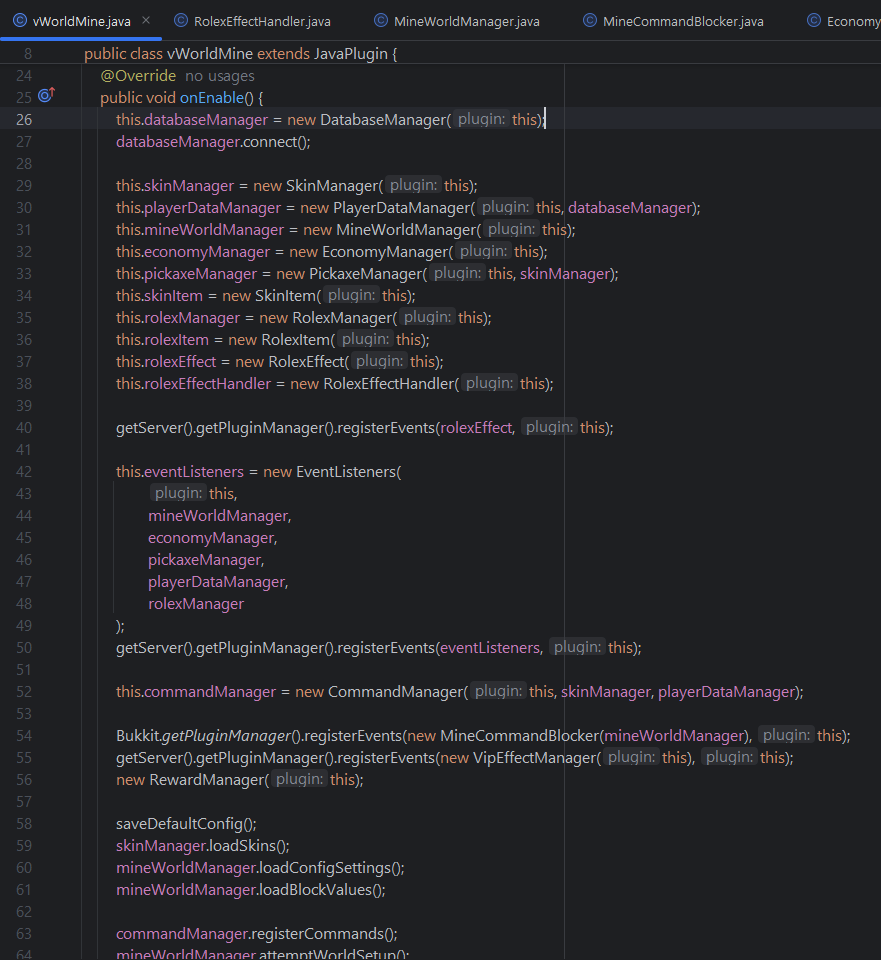 vWorldMine.java × RolexEffectHandler.java MineWorldManager.java MineCommandBlocker.java Economy
8 public class vWorldMine extends JavaPlugin {
24 @Override no usages
25 public void onEnable() {
26 this.databaseManager = new DatabaseManager( plugin: this);
27 databaseManager.connect();
28
29 this.skinManager = new SkinManager( plugin: this);
30 this.playerDataManager = new PlayerDataManager( plugin: this, databaseManager);
31 this.mineWorldManager = new MineWorldManager( plugin: this);
32 this.economyManager = new EconomyManager( plugin: this);
33 this.pickaxeManager = new PickaxeManager( plugin: this, skinManager);
34 this.skinItem = new SkinItem( plugin: this);
35 this.rolexManager = new RolexManager( plugin: this);
36 this.rolexItem = new RolexItem( plugin: this);
37 this.rolexEffect = new RolexEffect( plugin: this);
38 this.rolexEffectHandler = new RolexEffectHandler( plugin: this);
39
40 getServer().getPluginManager().registerEvents(rolexEffect, plugin: this);
41
42 this.eventListeners = new EventListeners(
43 plugin: this,
44 mineWorldManager,
45 economyManager,
46 pickaxeManager,
47 playerDataManager,
48 rolexManager
49 );
50 getServer().getPluginManager().registerEvents(eventListeners, plugin: this);
51
52 this.commandManager = new CommandManager( plugin: this, skinManager, playerDataManager);
53
54 Bukkit.getPluginManager().registerEvents(new MineCommandBlocker(mineWorldManager), plugin: this);
55 getServer().getPluginManager().registerEvents(new VipEffectManager( plugin: this), plugin: this);
56 new RewardManager( plugin: this);
57
58 saveDefaultConfig();
59 skinManager.loadSkins();
60 mineWorldManager.loadConfigSettings();
61 mineWorldManager.loadBlockValues();
62
63 commandManager.registerCommands();
64 mineWorldManager.attemptWorldSetup();